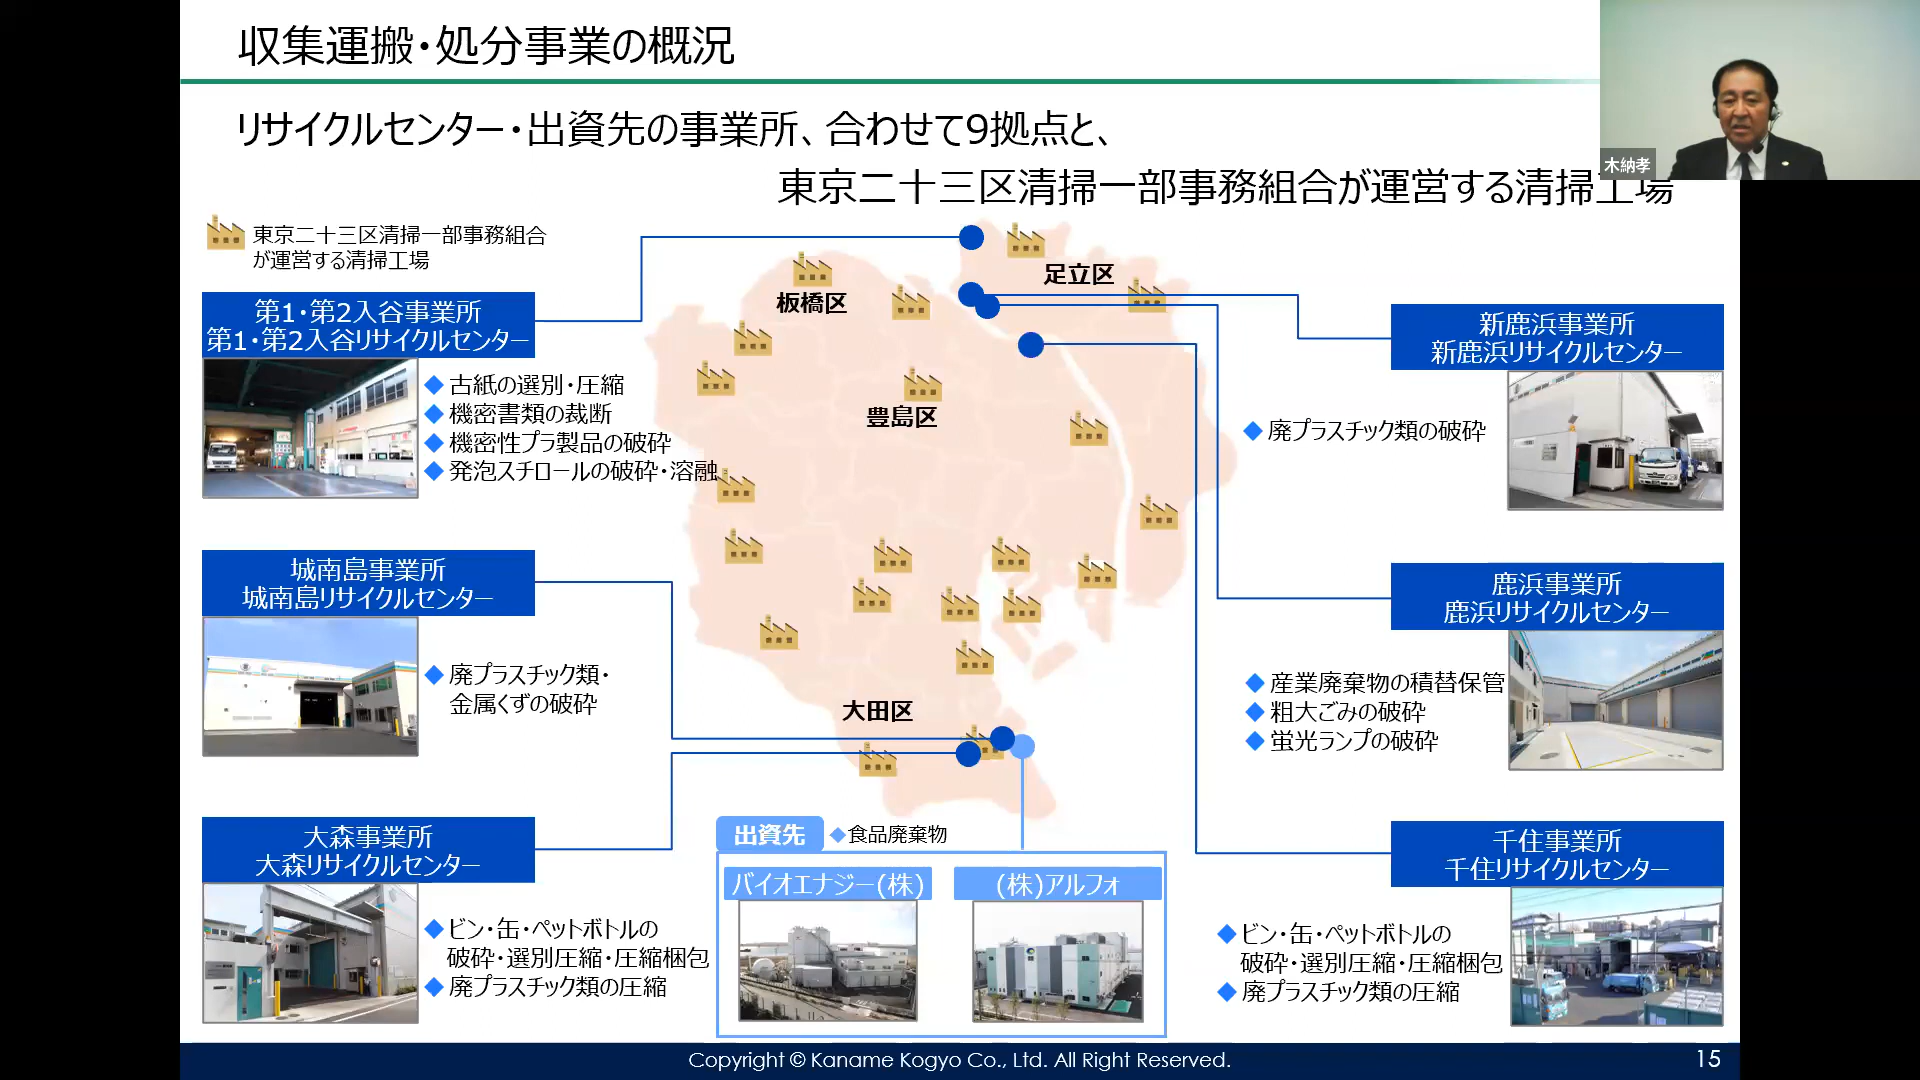 収集運搬・処分事業の概況
リサイクルセンター・出資先の事業所、合わせて9拠点と、
東京二十三区清掃一部事務組合が運営する清掃工場
木納孝
東京二十三区清掃一部事務組合
が運営する清掃工場
足立区
板橋区
豊島区
大田区
第1・第2入谷事業所
第1・第2入谷リサイクルセンター
古紙の選別・圧縮
機密書類の裁断
機密性プラ製品の破砕
発泡スチロールの破砕・溶融
城南島事業所
城南島リサイクルセンター
廃プラスチック類・
金属くずの破砕
大森事業所
大森リサイクルセンター
ビン・缶・ペットボトルの
破砕・選別圧縮・圧縮梱包
廃プラスチック類の圧縮
出資先
食品廃棄物
バイオエナジー(株)
(株)アルフォ
新鹿浜事業所
新鹿浜リサイクルセンター
廃プラスチック類の破砕
鹿浜事業所
鹿浜リサイクルセンター
産業廃棄物の積替保管
粗大ごみの破砕
蛍光ランプの破砕
千住事業所
千住リサイクルセンター
ビン・缶・ペットボトルの
破砕・選別圧縮・圧縮梱包
廃プラスチック類の圧縮
Copyright © Kaname Kogyo Co., Ltd. All Right Reserved.
15